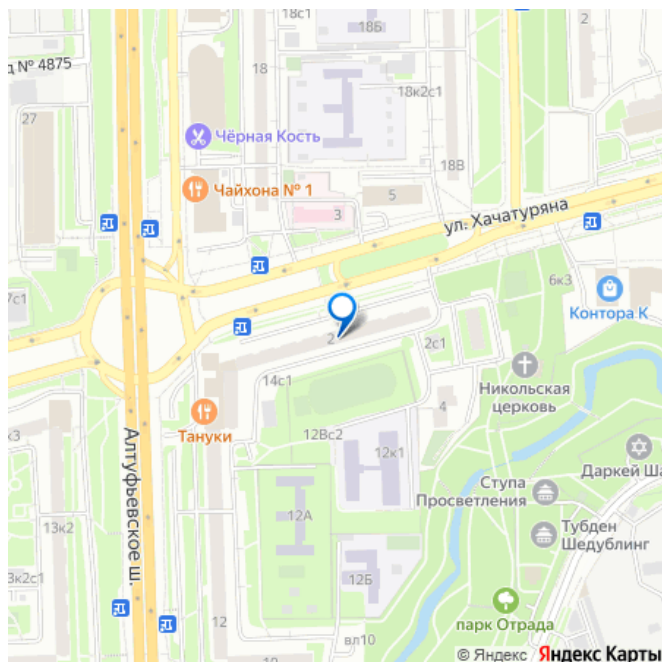 18с1
18Б
д № 4875
18
18к2с1
27
Чёрная Кость
18В
Чайхона № 1
5
3
ул. Хачатуряна
6к3
7с1
Контора К
2
2с1
14с1
Никольская
церковь
4
Тануки
12Вс2
к3
12к1
Даркей Ша
Ступа
Просветления
Алтуфьевское ш.
12А
13к2
Тубден
Шедублинг
3к2с1
12Б
парк Отрада
12
вл10
© Яндекс Яндекс Карты